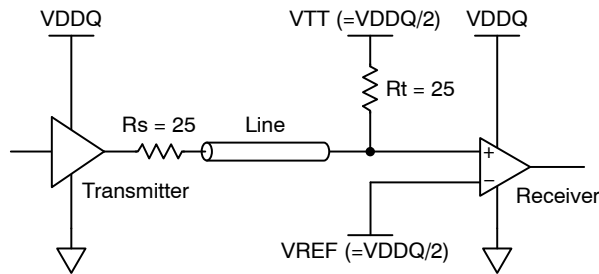 VDDQ
VTT (=VDDQ/2)
VDDQ
Rt = 25
Rs = 25
Line
+
−
Transmitter
Receiver
VREF (=VDDQ/2)